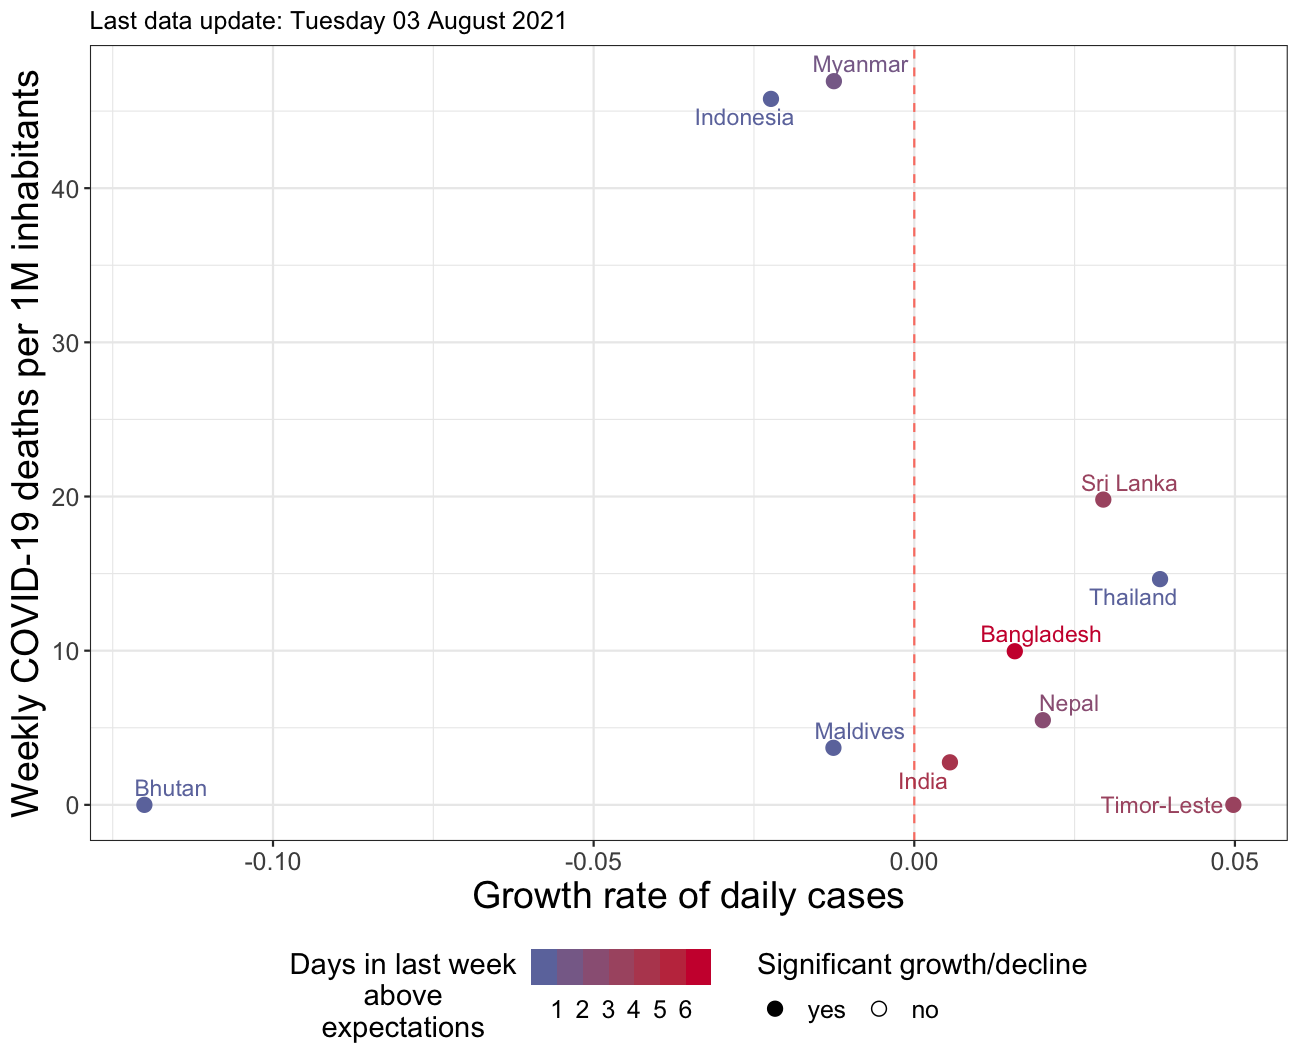 Last data update: Tuesday 03 August 2021
Weekly COVID-19 deaths per 1M inhabitants
40
30
20
10
0
Myanmar
Indonesia
Sri Lanka
Thailand
Bangladesh
Nepal
Maldives
India
Bhutan
Timor-Leste
-0.10 -0.05 0.00 0.05
Growth rate of daily cases
Days in last week
above
expectations
1 2 3 4 5 6
Significant growth/decline
yes no